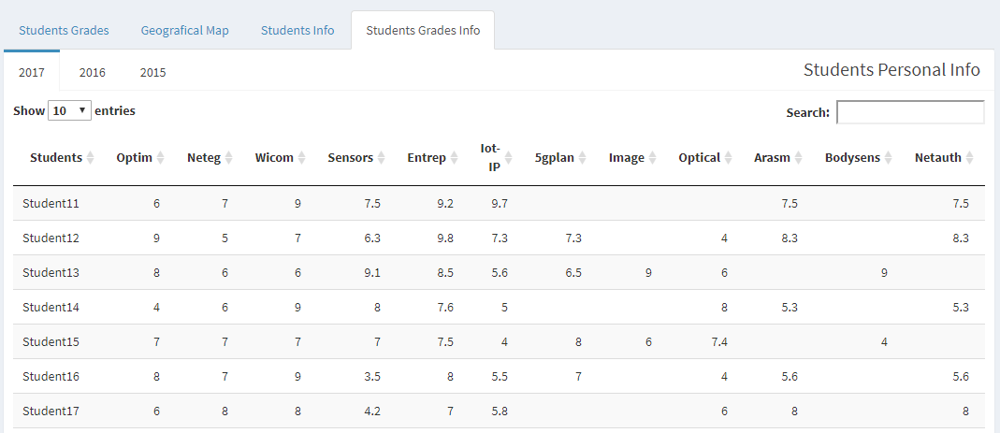 Students Grades Geografical Map Students Info Students Grades Info
2017 2016 2015 Students Personal Info
Show 10 entries Search:
Students Optim Neteg Wicom Sensors Entrep Iot-IP 5gplan Image Optical Arasm Bodysens Netauth
Student11 6 7 9 7.5 9.2 9.7 7.5 7.5
Student12 9 5 7 6.3 9.8 7.3 7.3 4 8.3 8.3
Student13 8 6 6 9.1 8.5 5.6 6.5 9 6 9
Student14 4 6 9 8 7.6 5 8 5.3 5.3
Student15 7 7 7 7 7.5 4 8 6 7.4 4
Student16 8 7 9 3.5 8 5.5 7 4 5.6 5.6
Student17 6 8 8 4.2 7 5.8 6 8 8